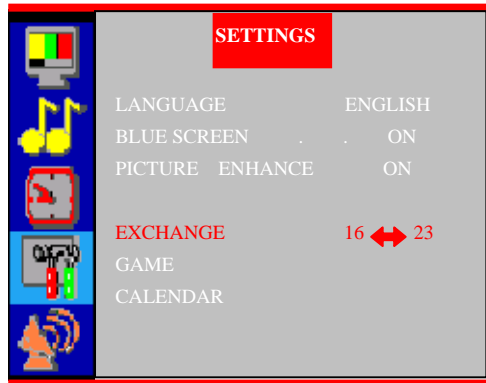 SETTINGS
LANGUAGE ENGLISH
BLUE SCREEN . . ON
PICTURE ENHANCE ON
EXCHANGE 16 23
GAME
CALENDAR